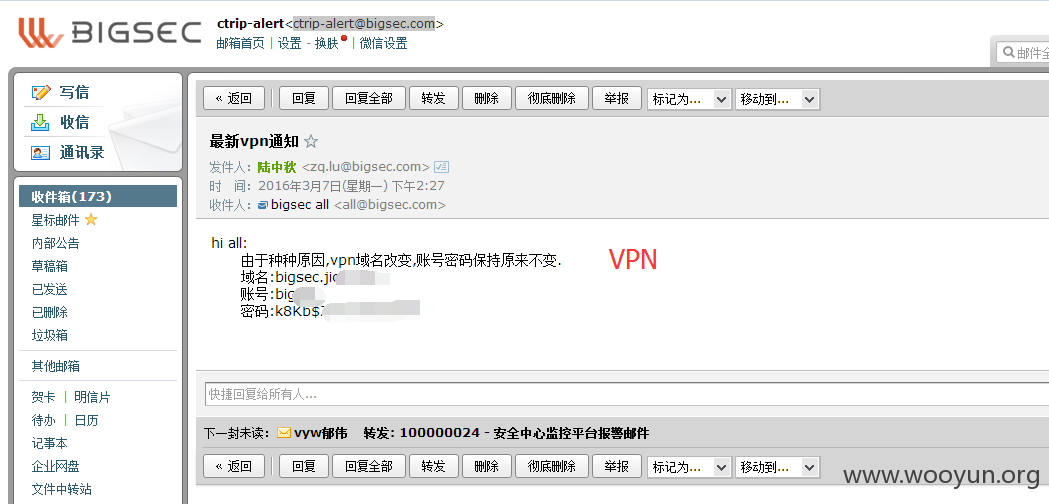 BIGSEC
ctrip-alert<ctrip-alert@bigsec.com>
邮箱首页 | 设置 - 换肤 | 微信设置
邮件全
写信
收信
通讯录
收件箱(173)
星标邮件
内部公告
草稿箱
已发送
已删除
垃圾箱
其他邮箱
贺卡 | 明信片
待办 | 日历
记事本
企业网盘
文件中转站
« 返回 回复 回复全部 转发 删除 彻底删除 举报 标记为... 移动到...
最新vpn通知
发件人: 陆中秋 <zq.lu@bigsec.com>
时 间: 2016年3月7日(星期一) 下午2:27
收件人: bigsec all <all@bigsec.com>
hi all:
由于种种原因,vpn域名改变,账号密码保持原来不变.
域名:bigsec.ji
账号:big
密码:k8Kb$
VPN
快捷回复给所有人...
下一封未读: vyw郁伟 转发: 100000024 - 安全中心监控平台报警邮件
« 返回 回复 回复全部 转发 删除 彻底删除 举报 标记为... 移动到...
www.wooyun.org